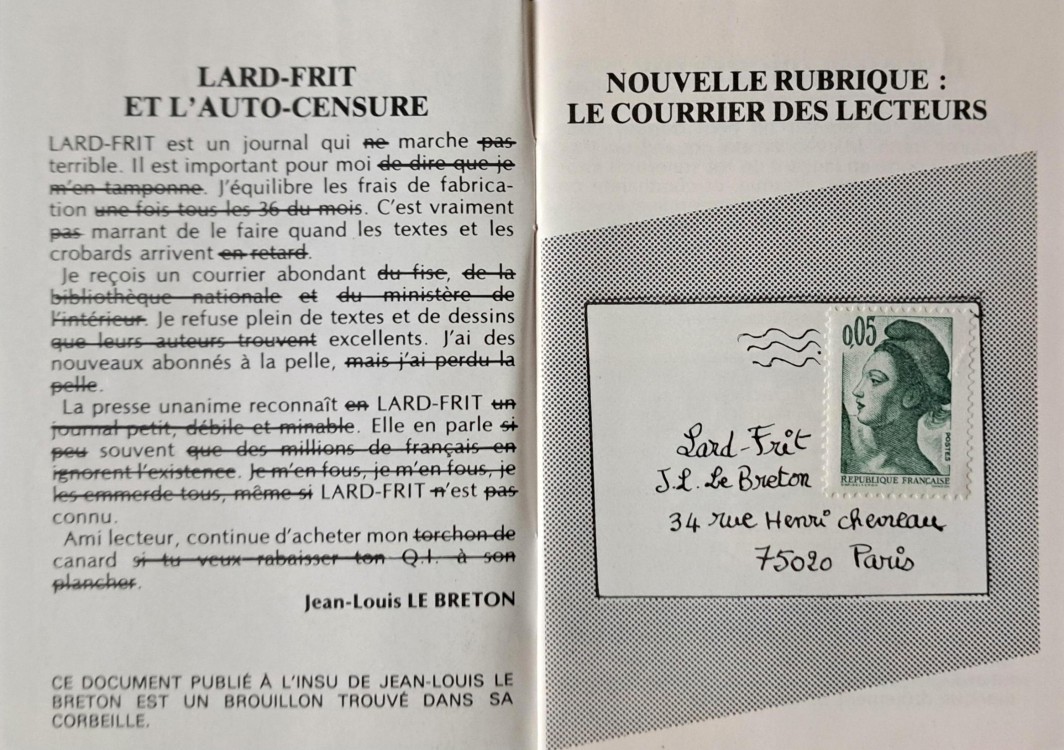 LARD-FRIT
ET L'AUTO-CENSURE
LARD-FRIT est un journal qui ne marche pas
terrible. Il est important pour moi de dire que je
m'en tamponne. J'équilibre les frais de fabrica-
tion une fois tous les 36 du mois. C'est vraiment
pas marrant de le faire quand les textes et les
crobards arrivent en retard.
Je reçois un courrier abondant du fisc, de la
bibliothèque nationale et du ministère de
l'intérieur. Je refuse plein de textes et de dessins
que leurs auteurs trouvent excellents. J'ai des
nouveaux abonnés à la pelle, mais j'ai perdu la
pelle.
La presse unanime reconnaît en LARD-FRIT un
journal petit, débile et minable. Elle en parle si
peu souvent que des millions de français en
ignorent l'existence. Je m'en fous, je m'en fous, je
les emmerde tous, même si LARD-FRIT n'est pas
connu.
Ami lecteur, continue d'acheter mon torchon de
canard si tu veux rabaisser ton Q.I. à son
plancher.
Jean-Louis LE BRETON
CE DOCUMENT PUBLIÉ À L'INSU DE JEAN-LOUIS LE
BRETON EST UN BROUILLON TROUVÉ DANS SA
CORBEILLE.
NOUVELLE RUBRIQUE :
LE COURRIER DES LECTEURS
0,05
POSTES
REPUBLIQUE FRANÇAISE
Lard-Frit
J.L. Le Breton
34 rue Henri chevreau
75020 Paris